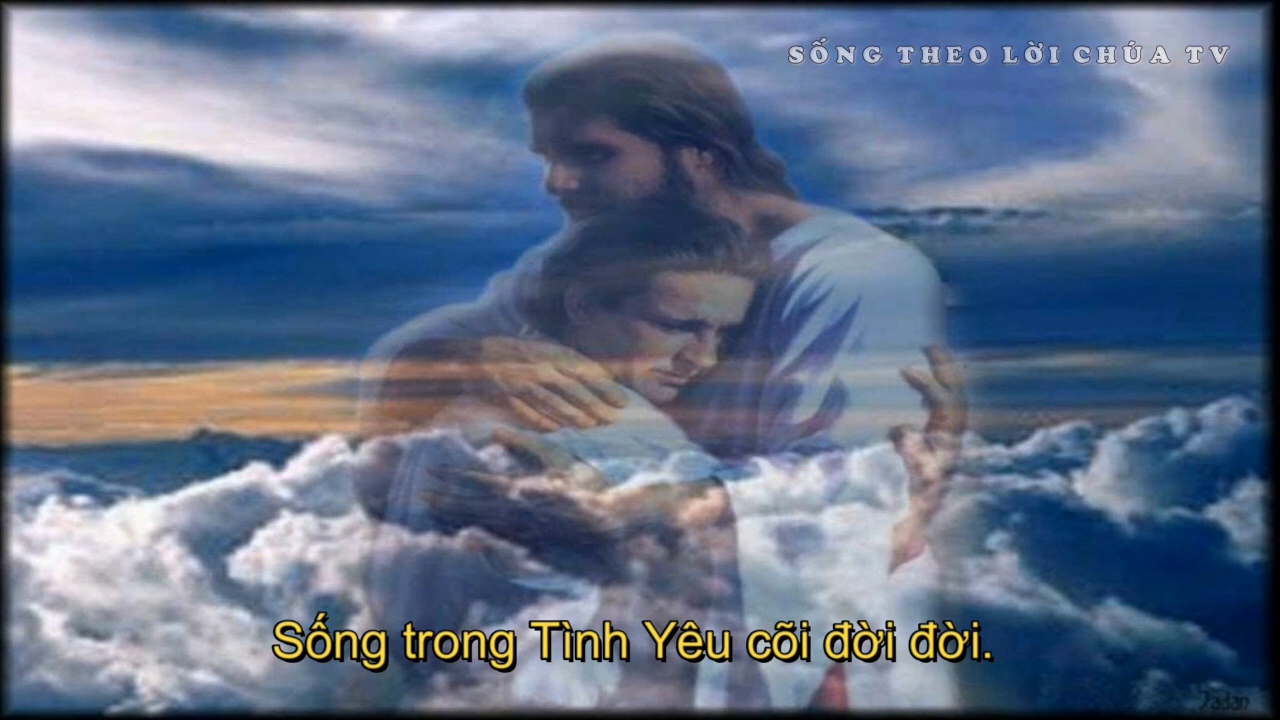 SỐNG THEO LỜI CHÚA TV
Sống trong Tình Yêu cõi đời đời.